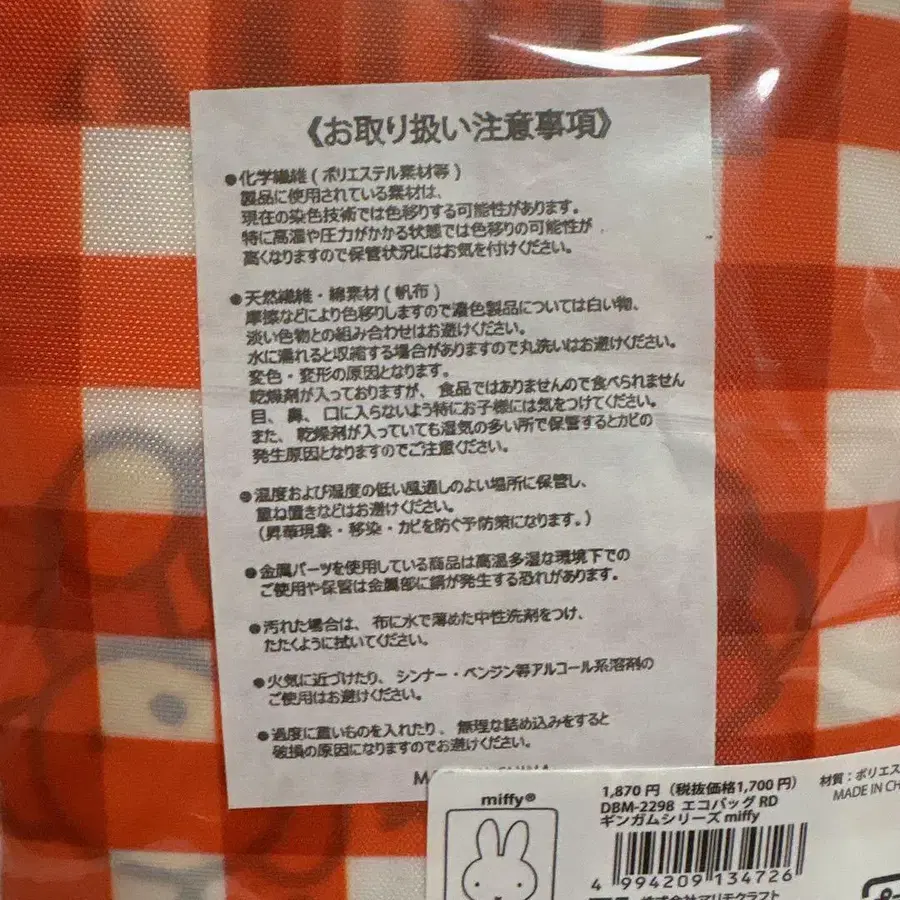 《お取り扱い注意事項》
●化学繊維(ポリエステル素材等)
製品に使用されている素材は、
現在の染色技術では色移りする可能性があります。
特に高温や圧力がかかる状態では色移りの可能性が
高くなりますので保管状況にはお気を付けください。
●天然繊維・綿素材(帆布)
摩擦などにより色移りしますので濃色製品については白い物、
淡い色物との組み合わせはお避けください。
水に濡れると収縮する場合がありますので丸洗いはお避けください。
変色・変形の原因となります。
乾燥剤が入っておりますが、食品ではありませんので食べられません
目、鼻、口に入らないよう特にお子様には気をつけてください。
また、乾燥剤が入っていても湿気の多い所で保管するとカビの
発生原因となりますのでご注意ください。
●温度および湿度の低い風通しのよい場所に保管し、
重ね置きなどはお避けください。
(昇華現象・移染・カビを防ぐ予防策になります。)
●金属パーツを使用している商品は高温多湿な環境下での
ご使用や保管は金属部に錆が発生する恐れがあります。
●汚れた場合は、布に水で薄めた中性洗剤をつけ、
たたくように拭いてください。
●火気に近づけたり、シンナー・ベンジン等アルコール系溶剤の
ご使用はお避けください。
●過度に重いものを入れたり、無理な詰め込みをすると
破損の原因になりますのでお避けください。
miffy®
1,870円(税抜価格1,700円)
DBM-2298 エコバッグ RD
ギンガムシリーズ miffy
4 994209 134726
株式会社マリモクラフト
材質:ポリエス
MADE IN CH